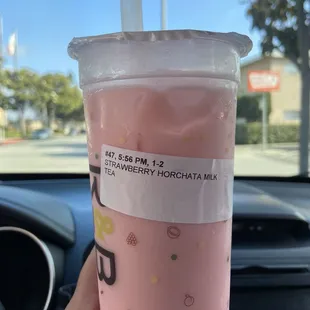 #47, 5:56 PM, 1-2
STRAWBERRY HORCHATA MILK
TEA